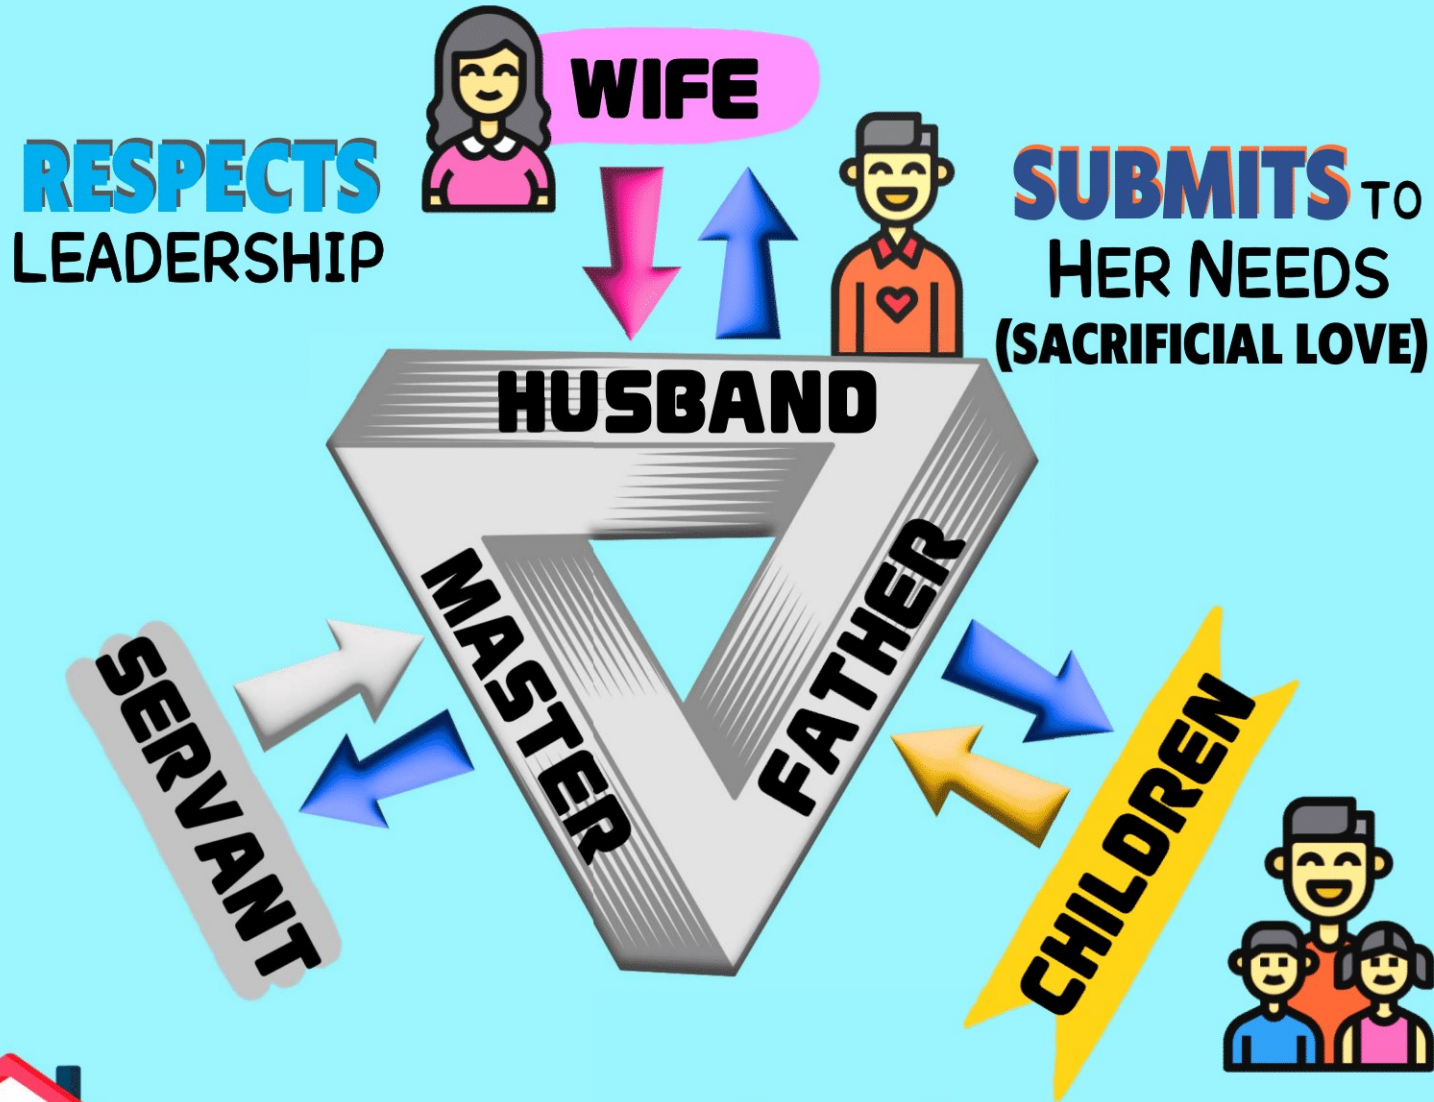 WIFE
RESPECTS
LEADERSHIP
SUBMITS TO
HER NEEDS
(SACRIFICIAL LOVE)
HUSBAND
MASTER
FATHER
SERVANT
CHILDREN